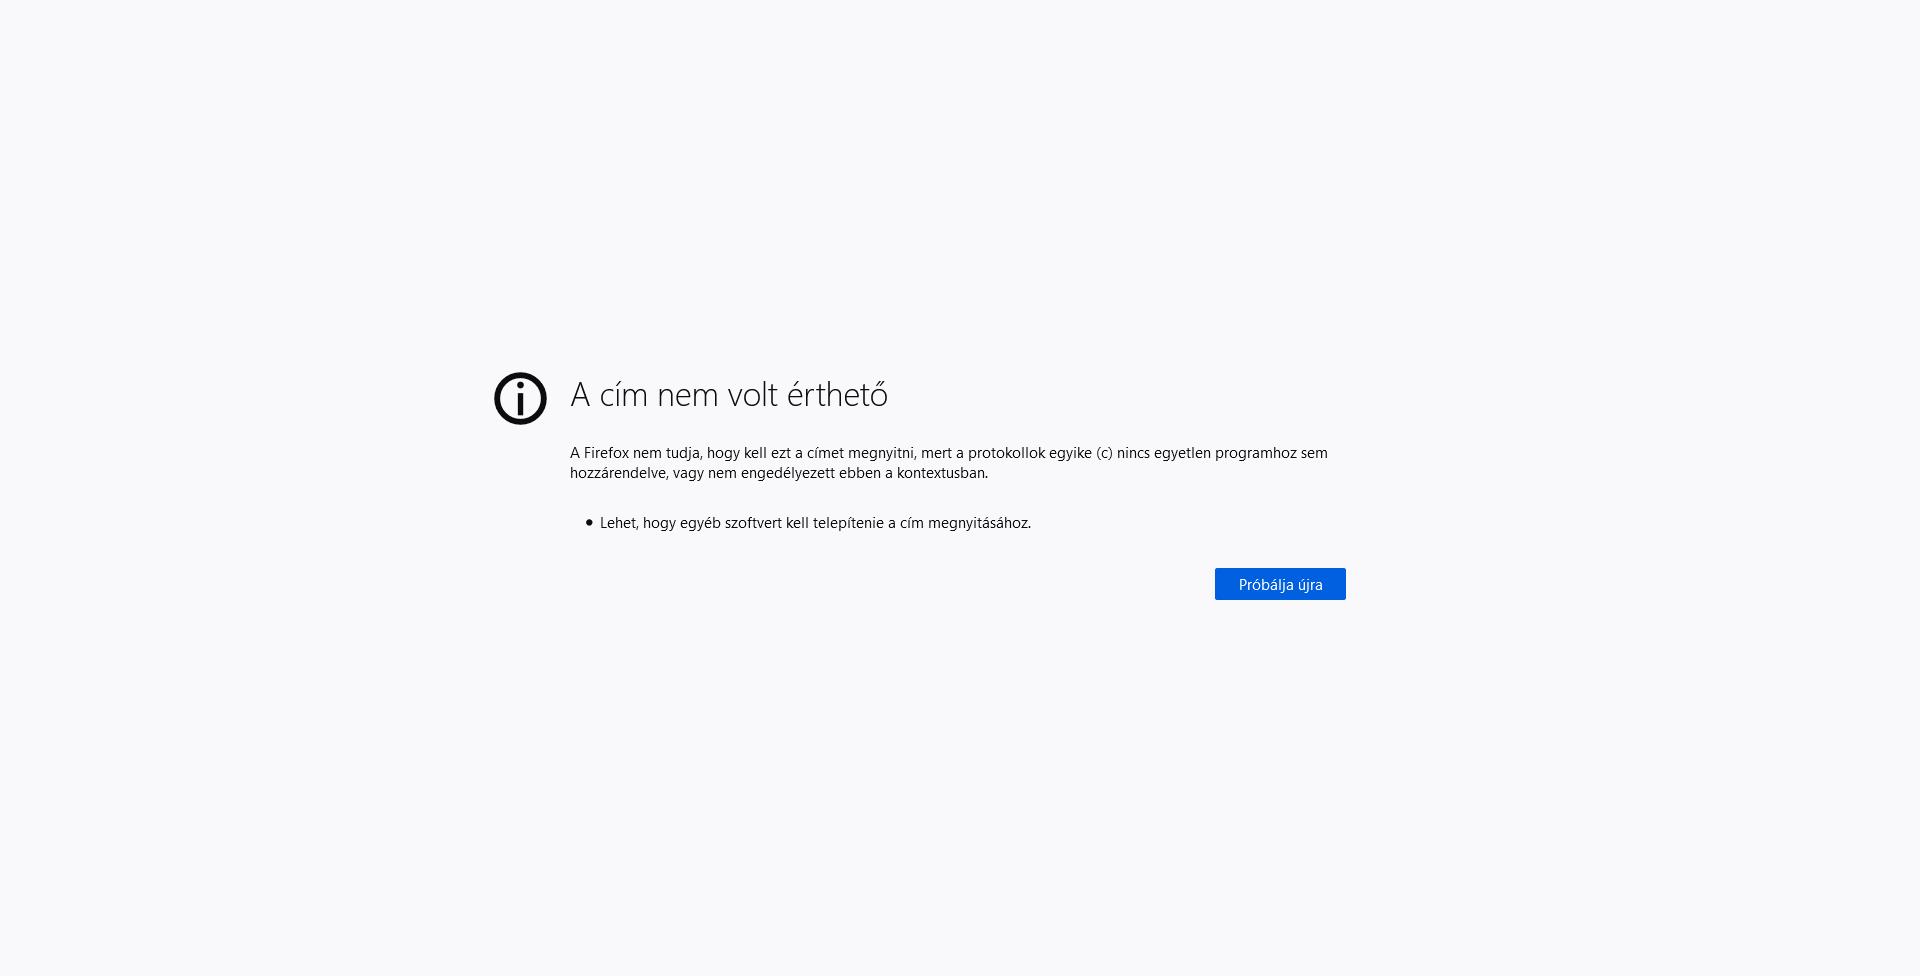 A cím nem volt érthető
A Firefox nem tudja, hogy kell ezt a címet megnyitni, mert a protokollok egyike (c) nincs egyetlen programhoz sem
hozzárendelve, vagy nem engedélyezett ebben a kontextusban.
• Lehet, hogy egyéb szoftvert kell telepítenie a cím megnyitásához.
Próbálja újra